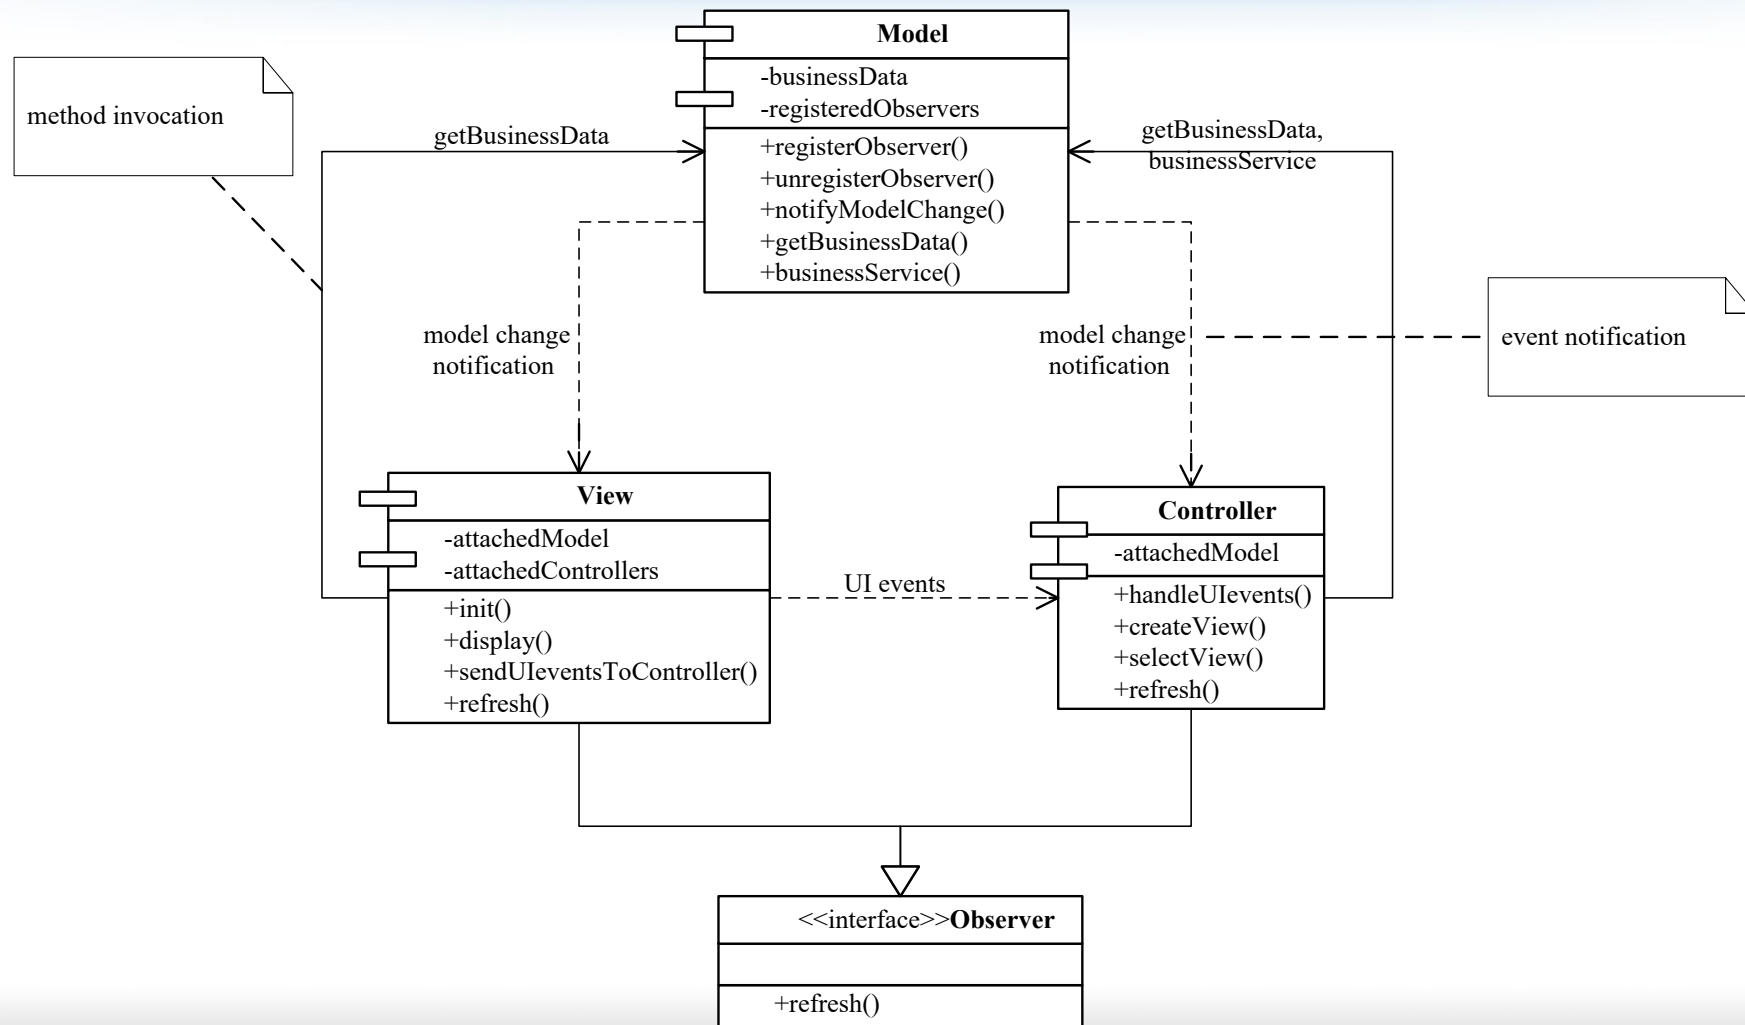 Model
-businessData
-registeredObservers
+registerObserver()
+unregisterObserver()
+notifyModelChange()
+getBusinessData()
+businessService()
method invocation
getBusinessData
getBusinessData,
businessService
model change
notification
model change
notification
event notification
View
-attachedModel
-attachedControllers
+init()
+display()
+sendUIeventsToController()
+refresh()
UI events
Controller
-attachedModel
+handleUIevents()
+createView()
+selectView()
+refresh()
<<interface>>Observer
+refresh()